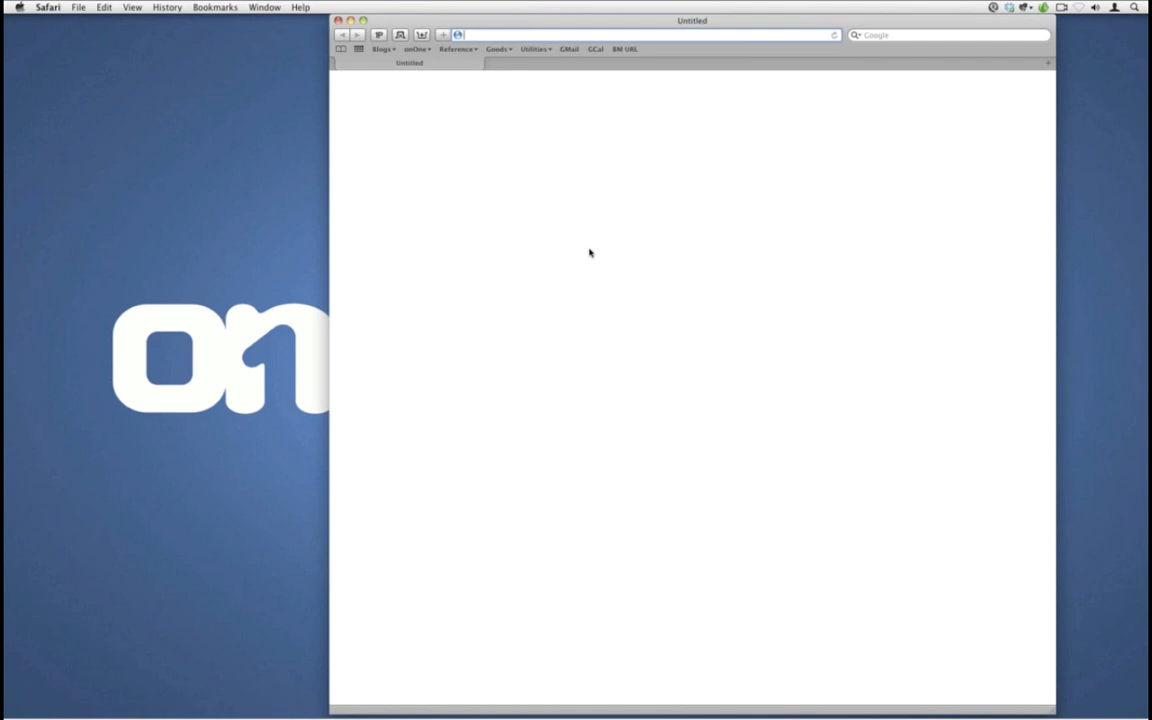 Safari File Edit View History Bookmarks Window Help
Untitled
Google
Blogs onOne Reference Goods Utilities GMail GCal BM URL
Untitled
on